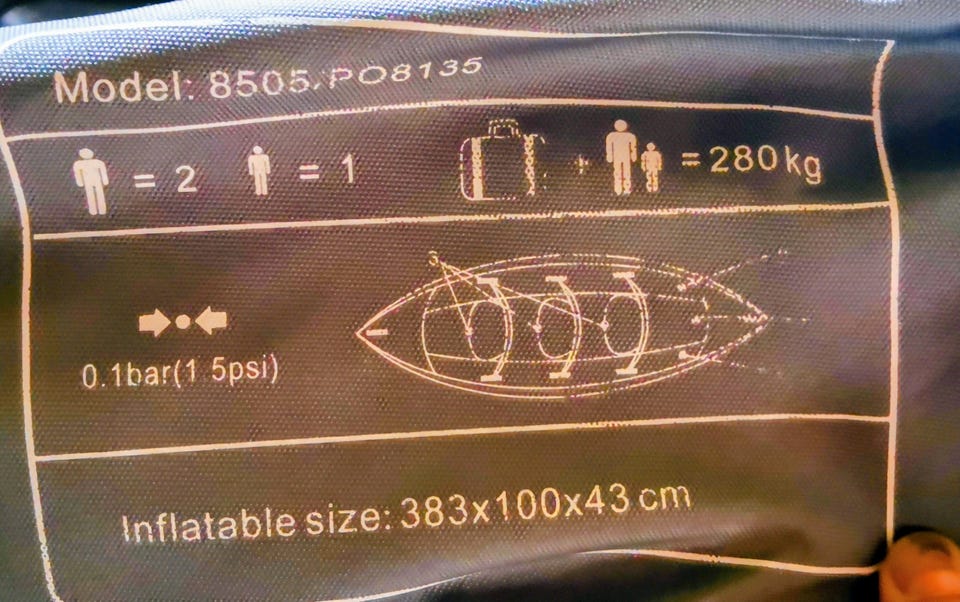 Model: 8505, PO8135
= 2 = 1 + = 280kg
0.1bar(1.5psi)
Inflatable size: 383x100x43 cm